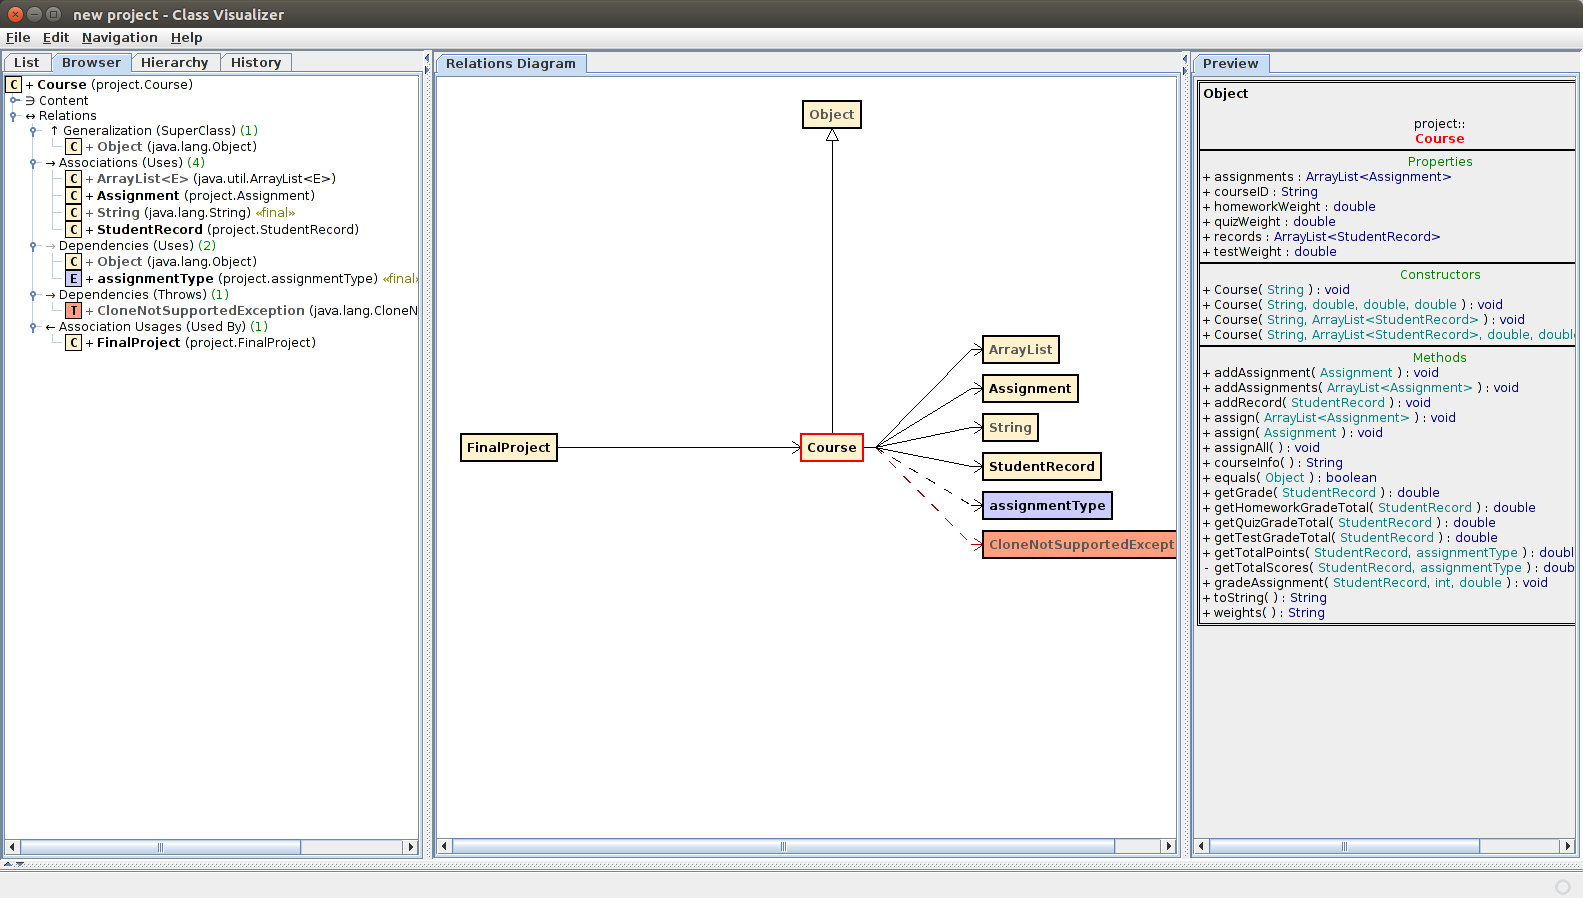 new project - Class Visualizer
File Edit Navigation Help
List Browser Hierarchy History
C + Course (project.Course)
∋ Content
↔ Relations
↑ Generalization (SuperClass) (1)
C + Object (java.lang.Object)
→ Associations (Uses) (4)
C + ArrayList<E> (java.util.ArrayList<E>)
C + Assignment (project.Assignment)
C + String (java.lang.String) «final»
C + StudentRecord (project.StudentRecord)
→ Dependencies (Uses) (2)
C + Object (java.lang.Object)
E + assignmentType (project.assignmentType) «final»
→ Dependencies (Throws) (1)
T + CloneNotSupportedException (java.lang.CloneN
← Association Usages (Used By) (1)
C + FinalProject (project.FinalProject)
Relations Diagram
Object
ArrayList
Assignment
String
FinalProject
Course
StudentRecord
assignmentType
CloneNotSupportedExcept
Preview
Object
project::
Course
Properties
+ assignments : ArrayList<Assignment>
+ courseID : String
+ homeworkWeight : double
+ quizWeight : double
+ records : ArrayList<StudentRecord>
+ testWeight : double
Constructors
+ Course( String ) : void
+ Course( String, double, double, double ) : void
+ Course( String, ArrayList<StudentRecord> ) : void
+ Course( String, ArrayList<StudentRecord>, double, doubl
Methods
+ addAssignment( Assignment ) : void
+ addAssignments( ArrayList<Assignment> ) : void
+ addRecord( StudentRecord ) : void
+ assign( ArrayList<Assignment> ) : void
+ assign( Assignment ) : void
+ assignAll( ) : void
+ courseInfo( ) : String
+ equals( Object ) : boolean
+ getGrade( StudentRecord ) : double
+ getHomeworkGradeTotal( StudentRecord ) : double
+ getQuizGradeTotal( StudentRecord ) : double
+ getTestGradeTotal( StudentRecord ) : double
+ getTotalPoints( StudentRecord, assignmentType ) : doubl
- getTotalScores( StudentRecord, assignmentType ) : doub
+ gradeAssignment( StudentRecord, int, double ) : void
+ toString( ) : String
+ weights( ) : String